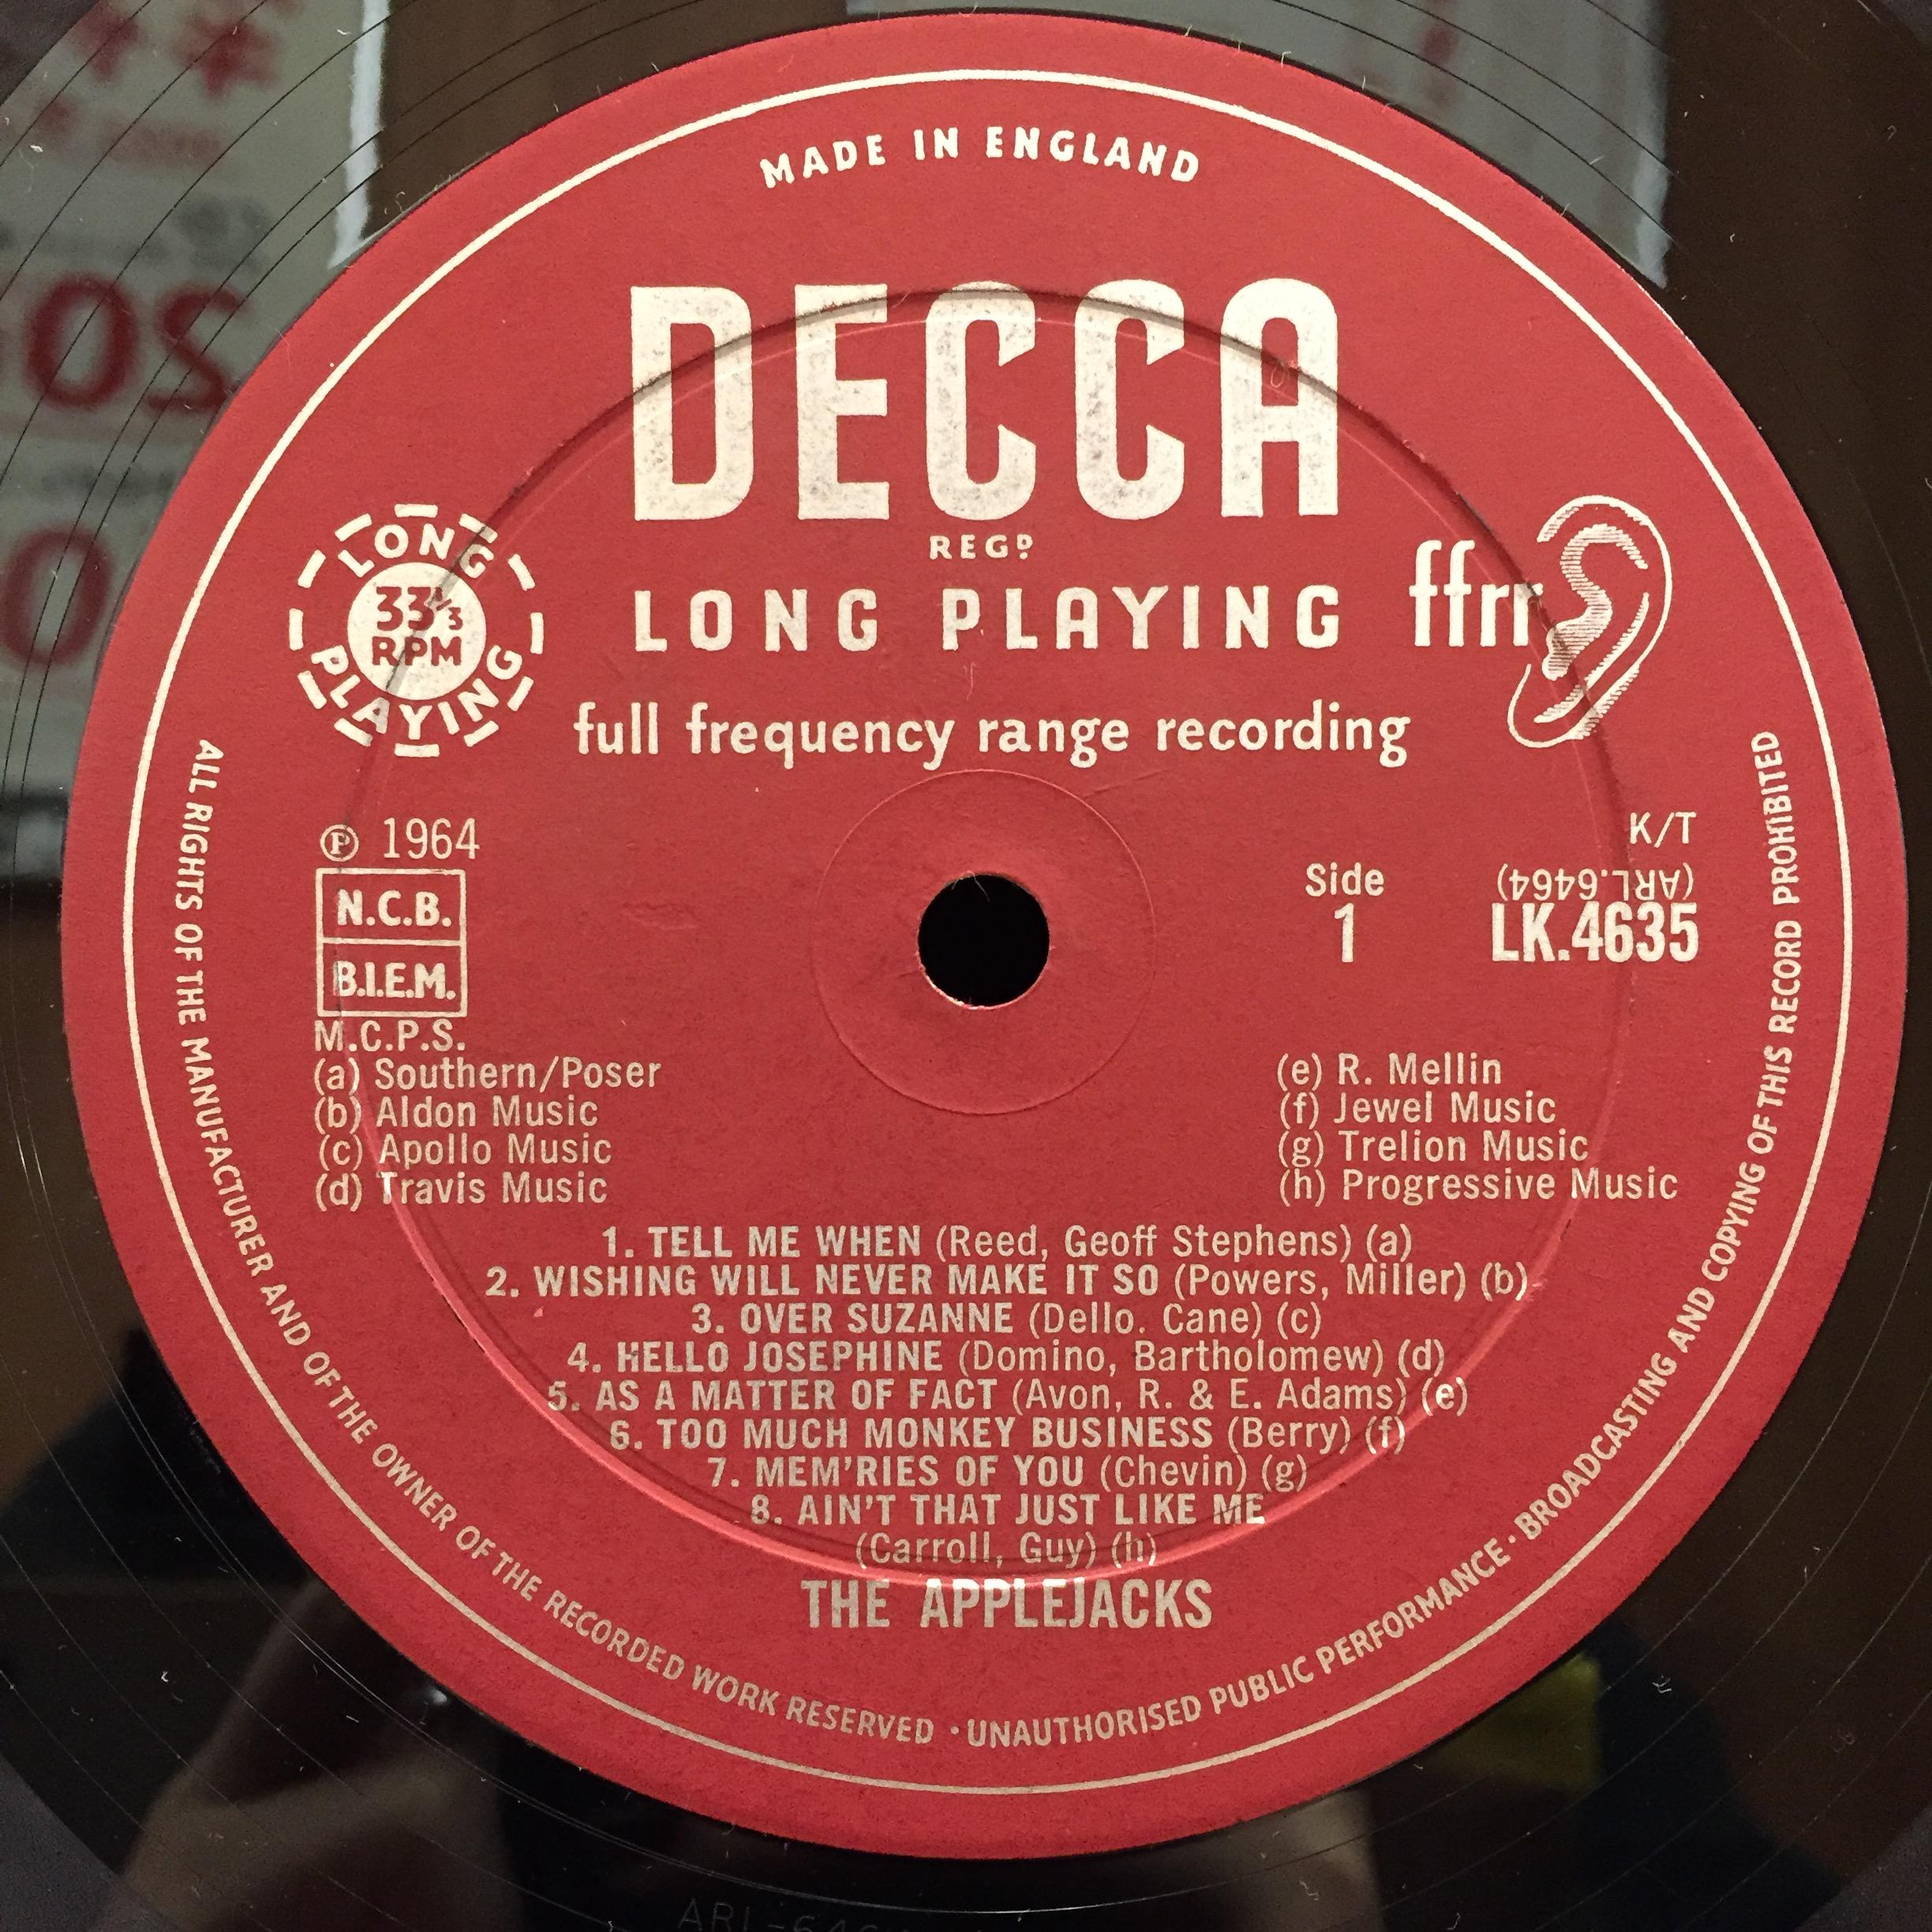 MADE IN ENGLAND
DECCA
REGD
LONG PLAYING
33 1/3
RPM
LONG PLAYING
ffrr
full frequency range recording
℗ 1964
N.C.B.
B.I.E.M.
M.C.P.S.
K/T
Side
1
(ARL.6464)
LK.4635
(a) Southern/Poser
(b) Aldon Music
(c) Apollo Music
(d) Travis Music
(e) R. Mellin
(f) Jewel Music
(g) Trelion Music
(h) Progressive Music
1. TELL ME WHEN (Reed, Geoff Stephens) (a)
2. WISHING WILL NEVER MAKE IT SO (Powers, Miller) (b)
3. OVER SUZANNE (Dello. Cane) (c)
4. HELLO JOSEPHINE (Domino, Bartholomew) (d)
5. AS A MATTER OF FACT (Avon, R. & E. Adams) (e)
6. TOO MUCH MONKEY BUSINESS (Berry) (f)
7. MEM'RIES OF YOU (Chevin) (g)
8. AIN'T THAT JUST LIKE ME
(Carroll, Guy) (h)
THE APPLEJACKS
ALL RIGHTS OF THE MANUFACTURER AND OF THE OWNER OF THE RECORDED WORK RESERVED · UNAUTHORISED PUBLIC PERFORMANCE · BROADCASTING AND COPYING OF THIS RECORD PROHIBITED